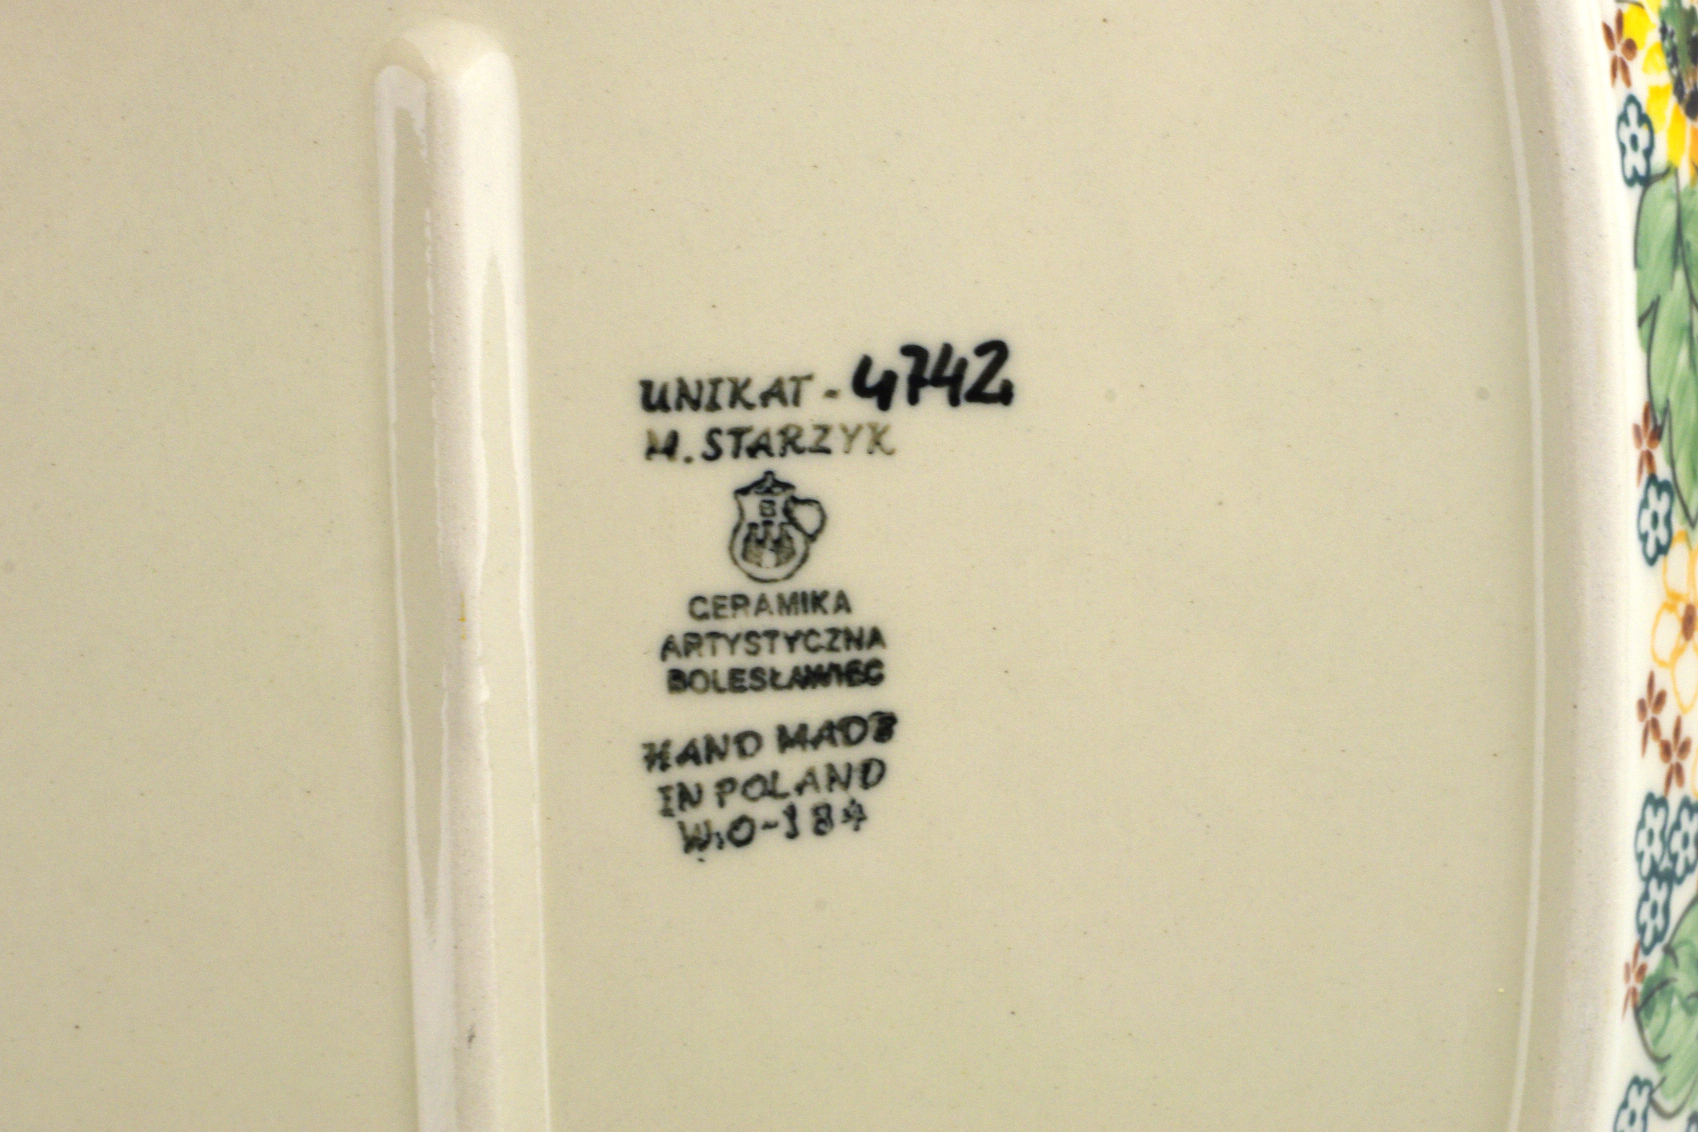 UNIKAT - 4742
M. STARZYK
B
CERAMIKA
ARTYSTYCZNA
BOLESŁAWIEC
HAND MADE
IN POLAND
W.O-184